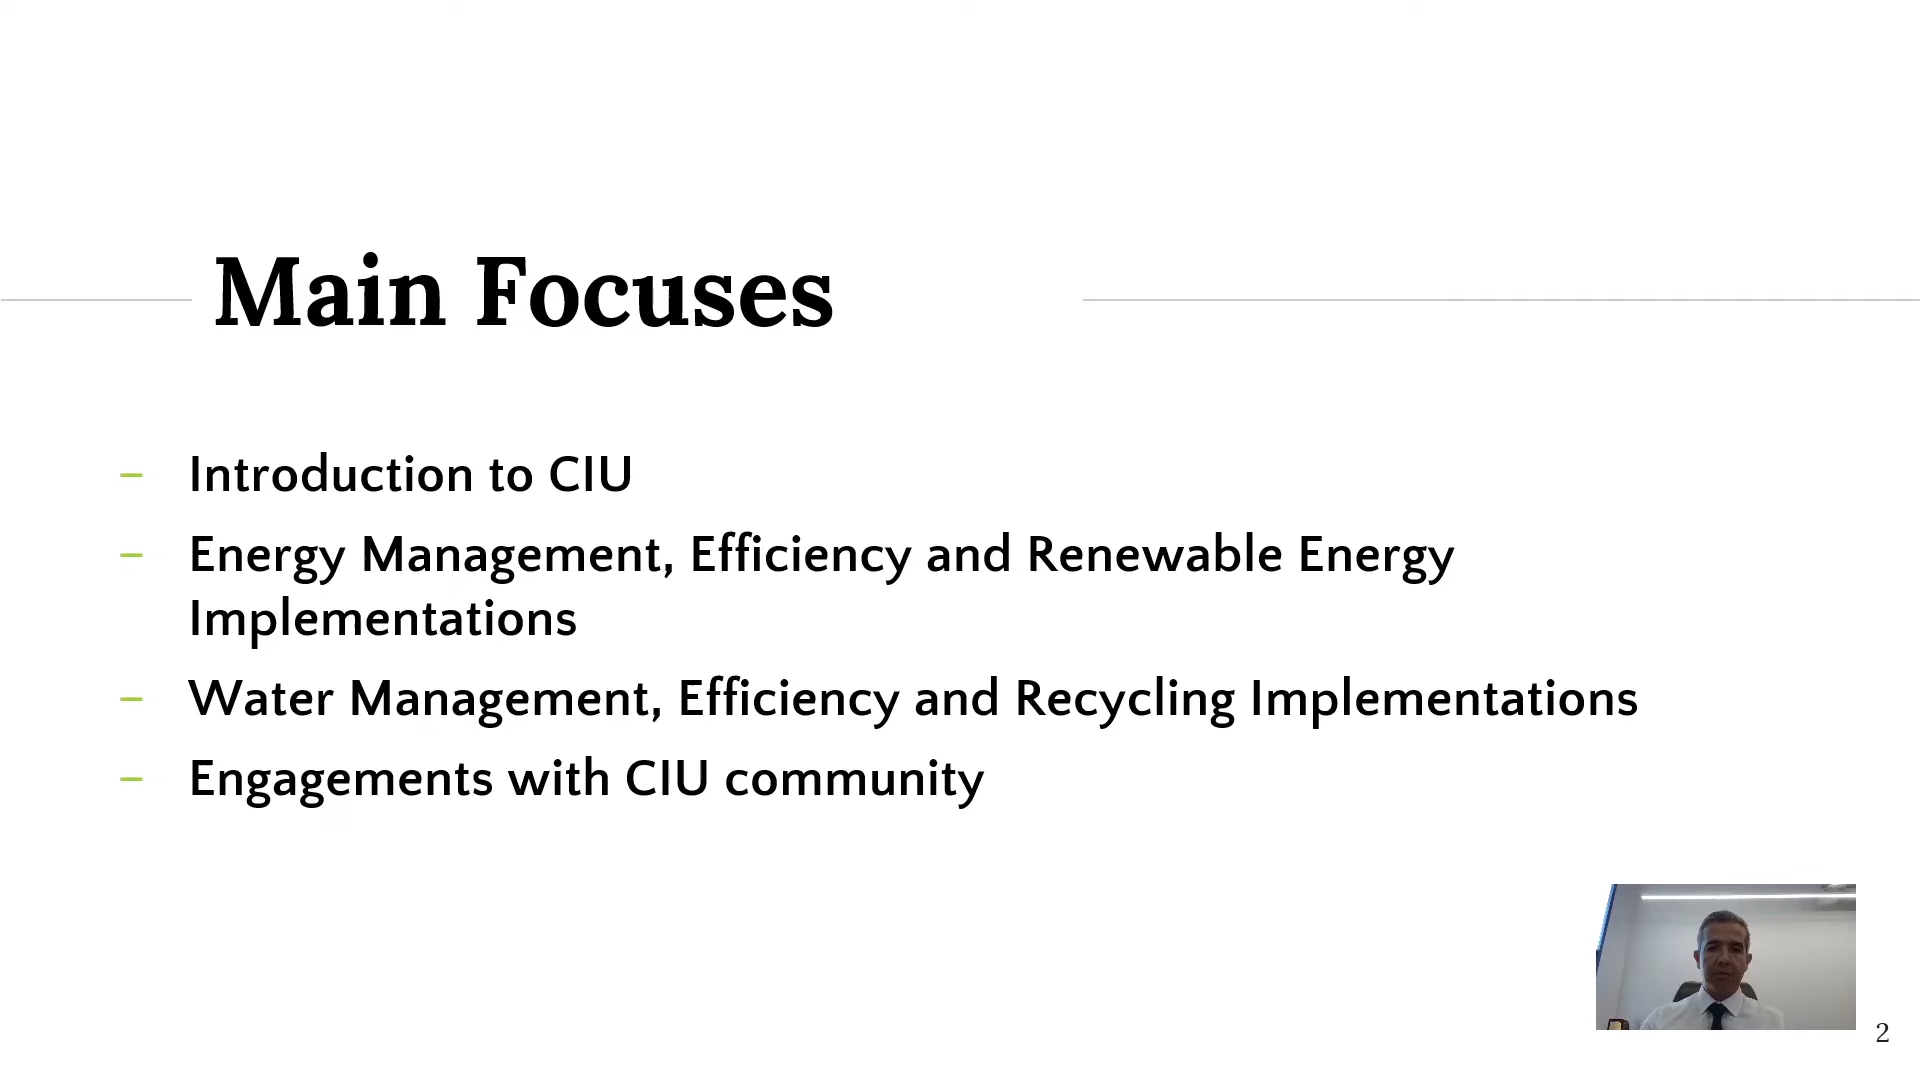 Main Focuses
– Introduction to CIU
– Energy Management, Efficiency and Renewable Energy
Implementations
– Water Management, Efficiency and Recycling Implementations
– Engagements with CIU community
2